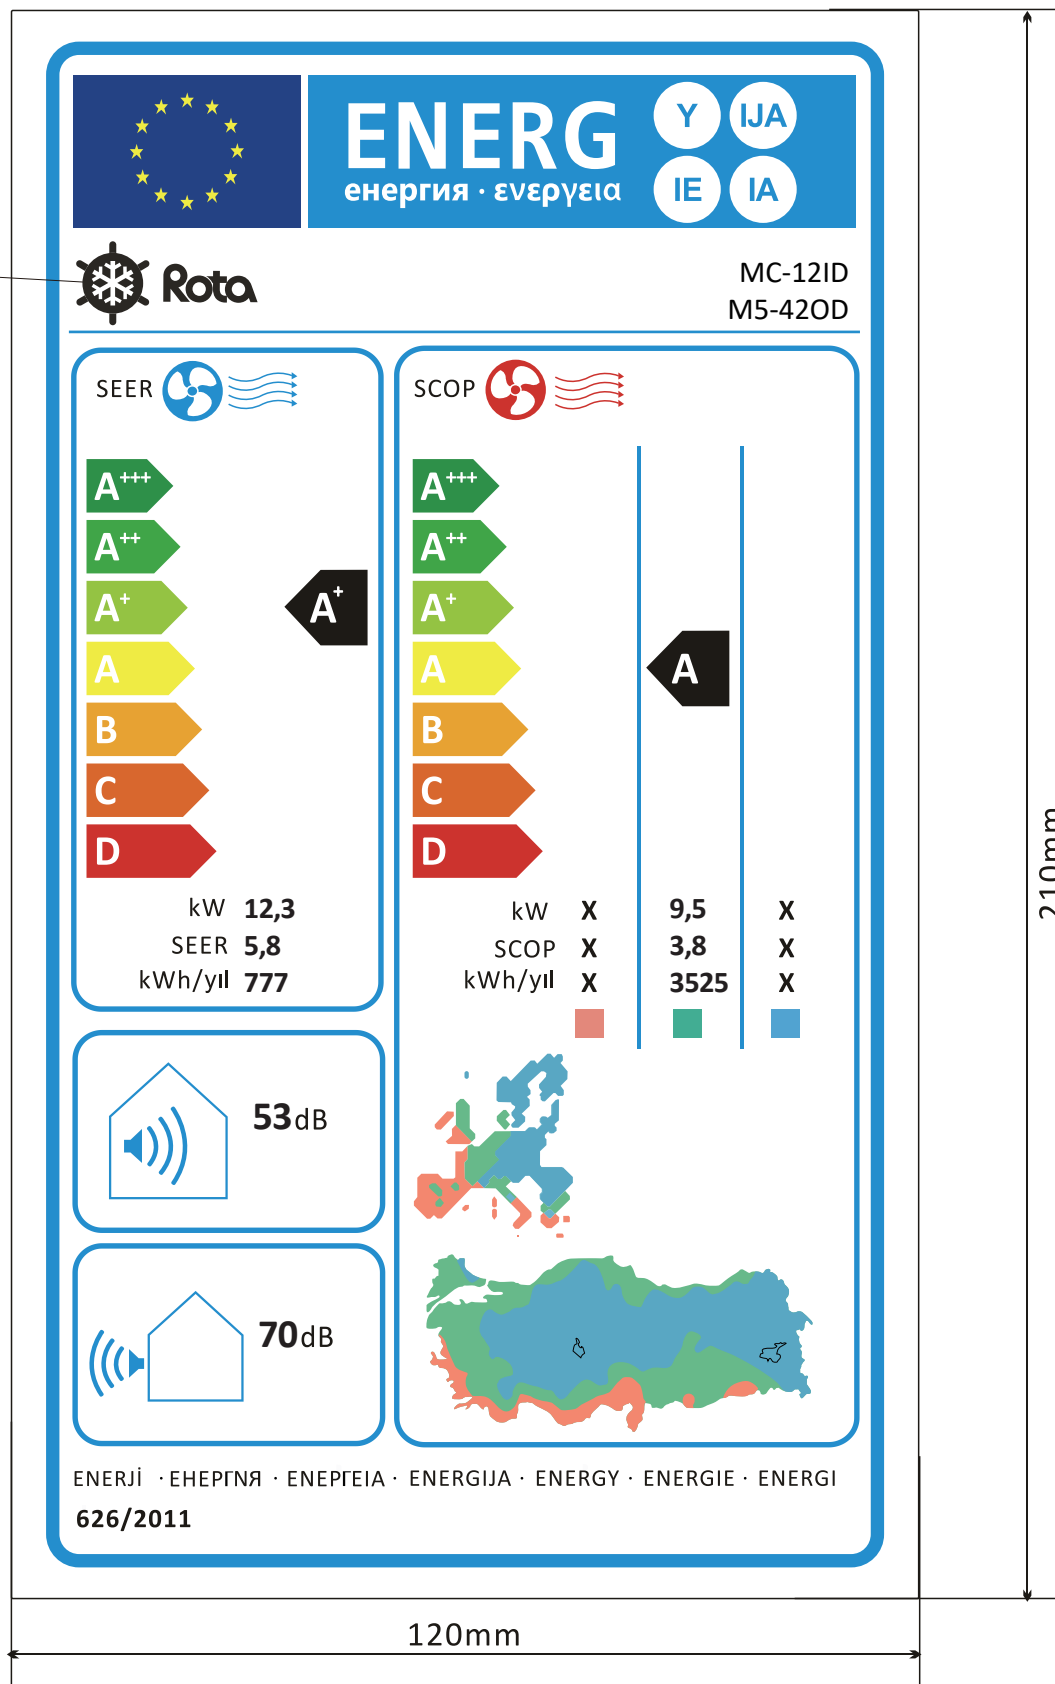 ENERG
енергия · ενεργεια
Y IJA
IE IA
Rota
MC-12ID
M5-42OD
SEER
SCOP
A+++
A++
A+
A
B
C
D
A+
A+++
A++
A+
A
B
C
D
A
kW 12,3
SEER 5,8
kWh/yıl 777
kW X 9,5 X
SCOP X 3,8 X
kWh/yıl X 3525 X
53dB
70dB
ENERJİ · ЕНЕРГNЯ · ΕΝΕΡΓΕΙΑ · ENERGIJA · ENERGY · ENERGIE · ENERGI
626/2011
210mm
120mm